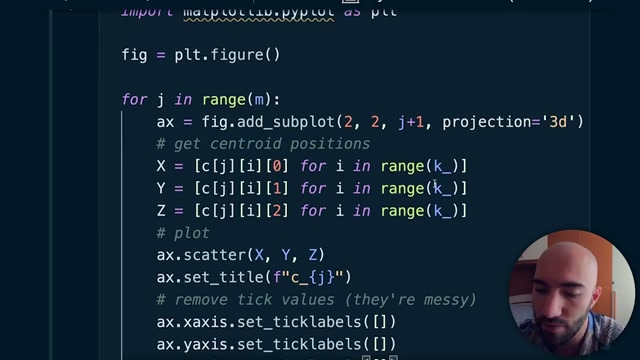 import matplotlib.pyplot as plt
fig = plt.figure()
for j in range(m):
ax = fig.add_subplot(2, 2, j+1, projection='3d')
# get centroid positions
X = [c[j][i][0] for i in range(k_)]
Y = [c[j][i][1] for i in range(k_)]
Z = [c[j][i][2] for i in range(k_)]
# plot
ax.scatter(X, Y, Z)
ax.set_title(f"c_{j}")
# remove tick values (they're messy)
ax.xaxis.set_ticklabels([])
ax.yaxis.set_ticklabels([])